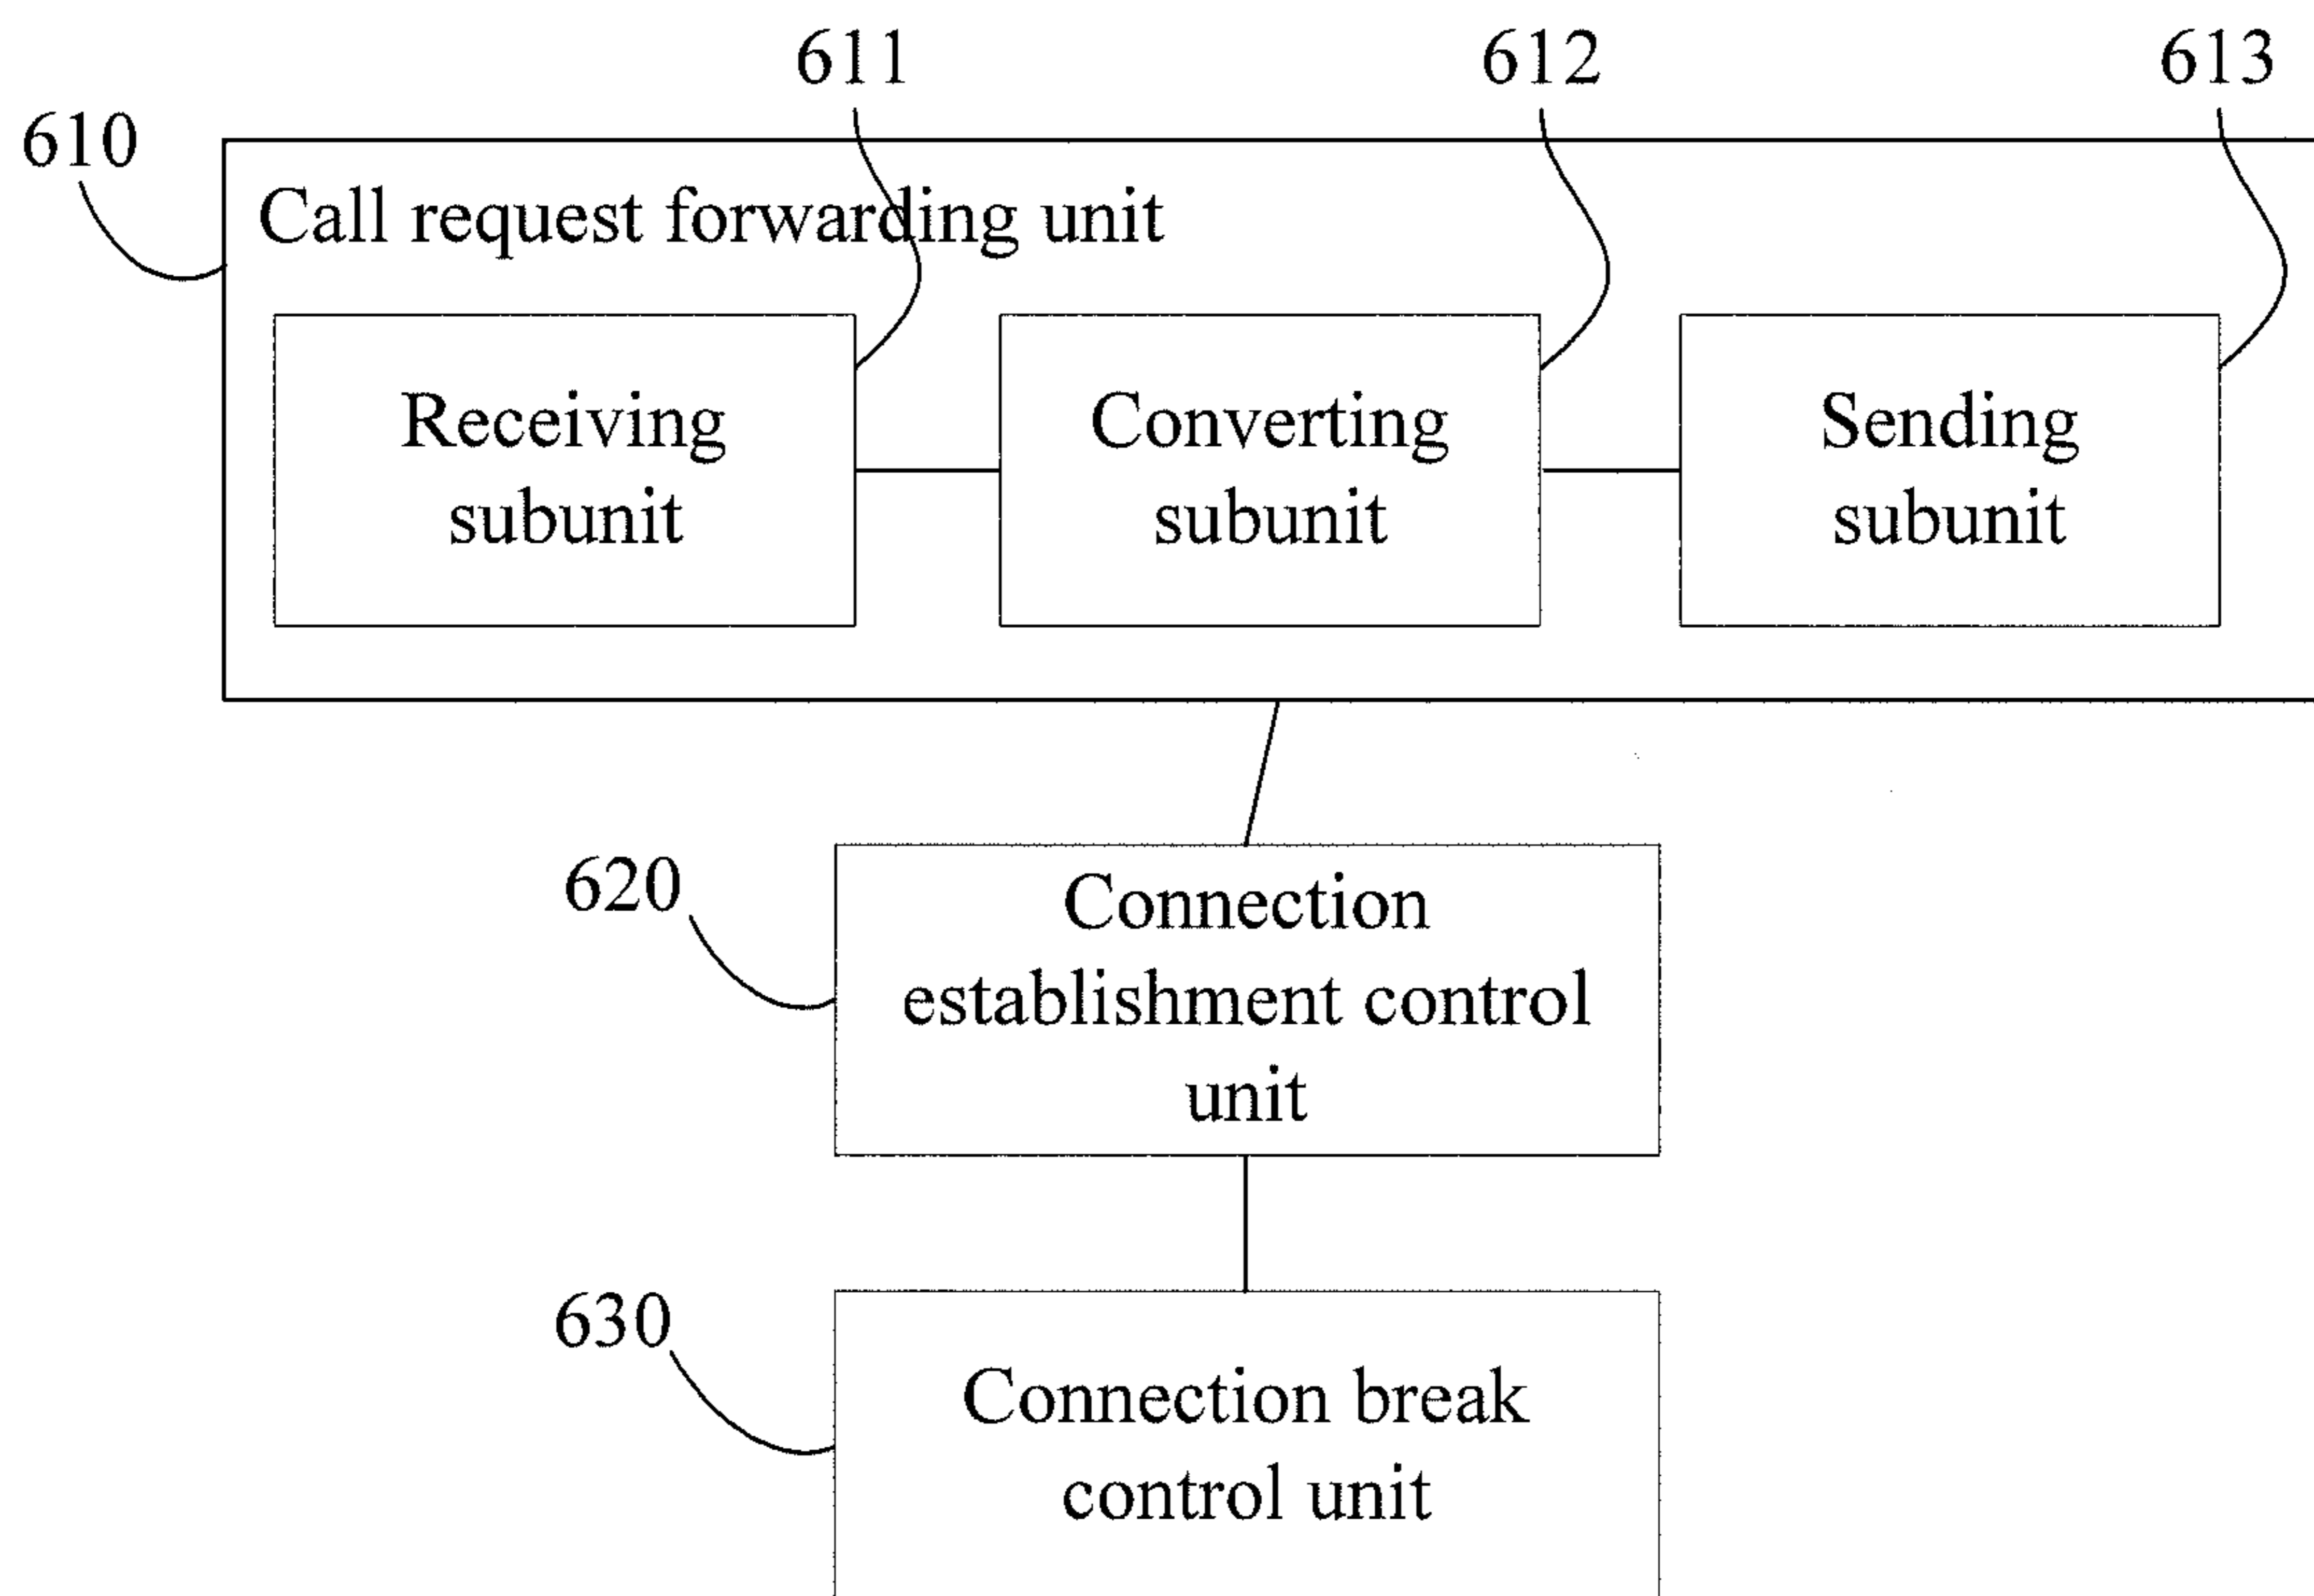 611
612
613
610
Call request forwarding unit
Receiving
subunit
Converting
subunit
Sending
subunit
620
Connection
establishment control
unit
630
Connection break
control unit